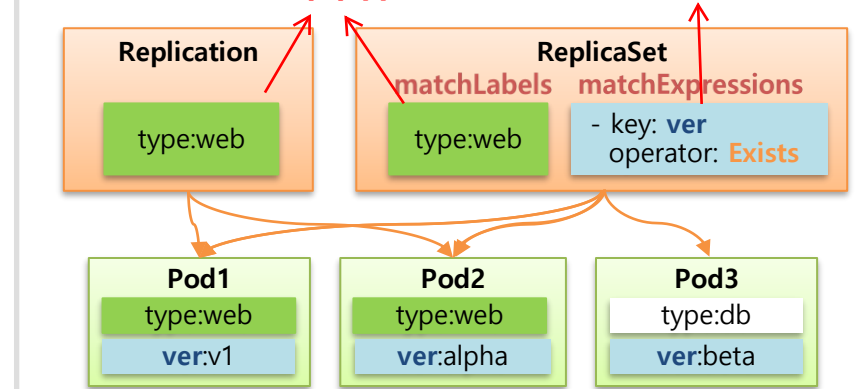 Replication
type:web
ReplicaSet
matchLabels matchExpressions
type:web
- key: ver
operator: Exists
Pod1
type:web
ver:v1
Pod2
type:web
ver:alpha
Pod3
type:db
ver:beta